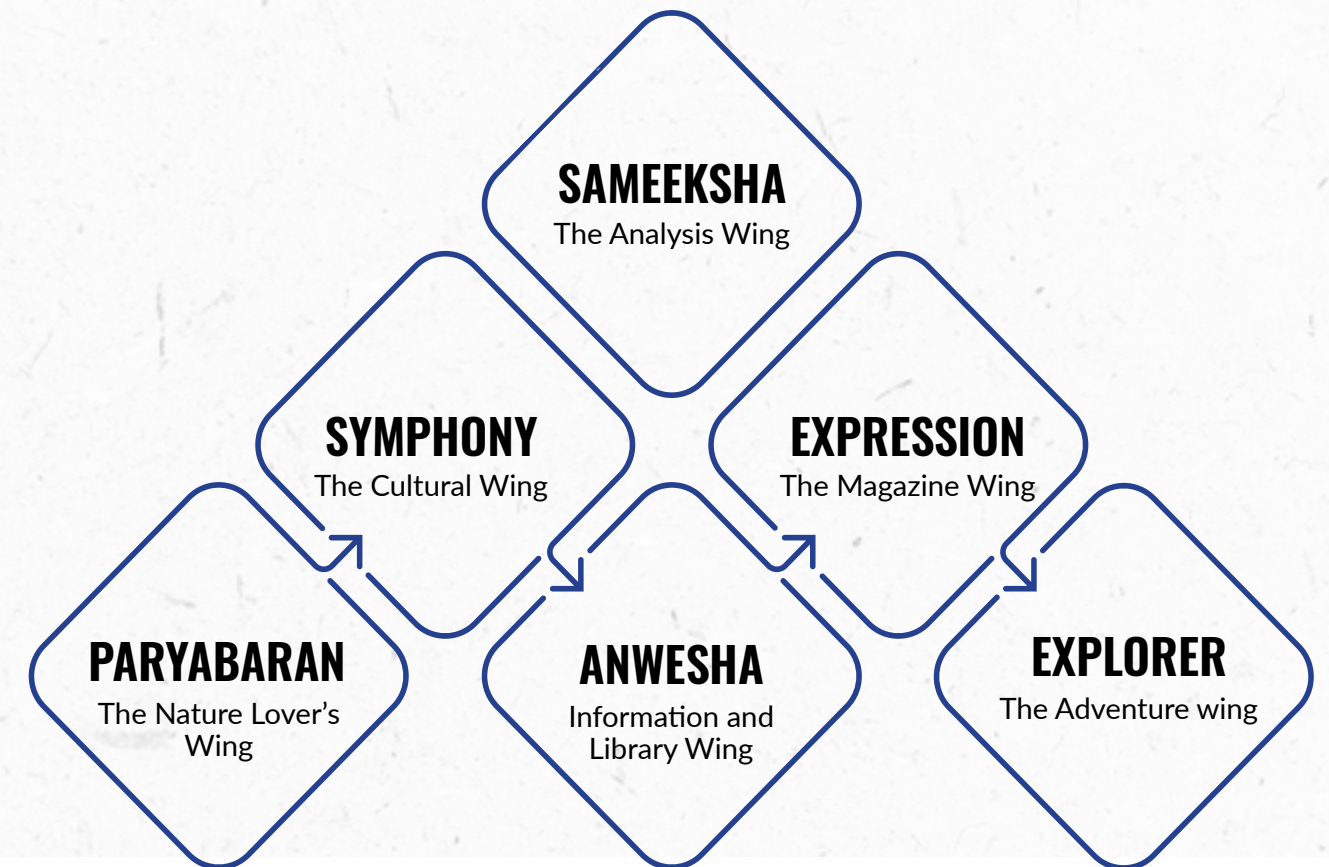 SAMEEKSHA
The Analysis Wing
SYMPHONY
The Cultural Wing
EXPRESSION
The Magazine Wing
PARYABARAN
The Nature Lover’s
Wing
ANWESHA
Information and
Library Wing
EXPLORER
The Adventure wing